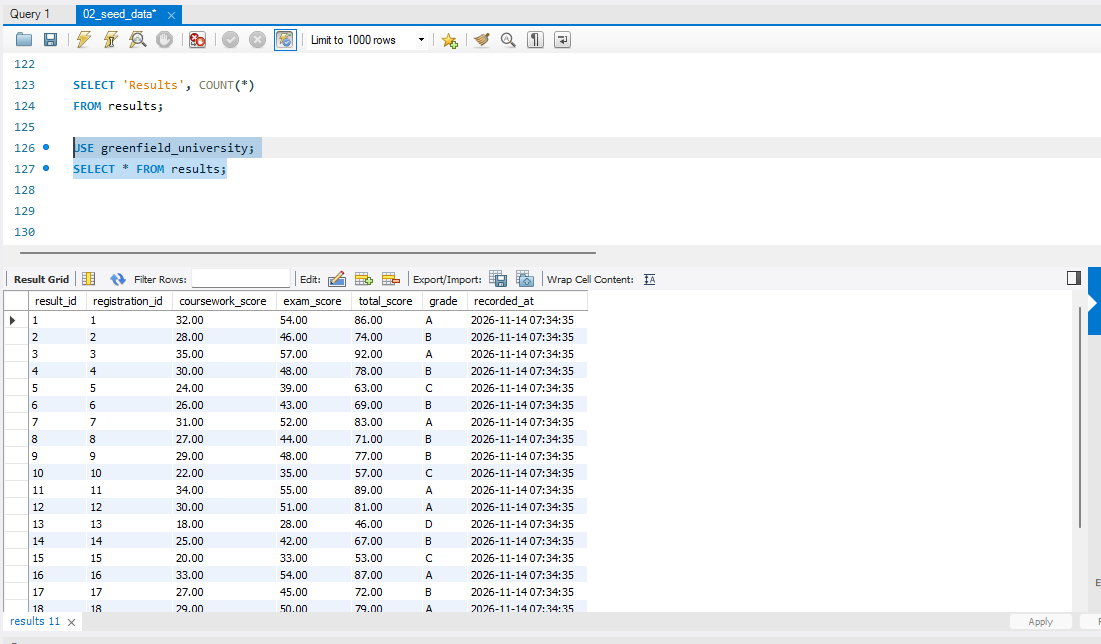 Query 1 02_seed_data*
Limit to 1000 rows
122
123 SELECT 'Results', COUNT(*)
124 FROM results;
125
126 USE greenfield_university;
127 SELECT * FROM results;
128
129
130
Result Grid Filter Rows: Edit: Export/Import: Wrap Cell Content:
result_id registration_id coursework_score exam_score total_score grade recorded_at
1 1 32.00 54.00 86.00 A 2026-11-14 07:34:35
2 2 28.00 46.00 74.00 B 2026-11-14 07:34:35
3 3 35.00 57.00 92.00 A 2026-11-14 07:34:35
4 4 30.00 48.00 78.00 B 2026-11-14 07:34:35
5 5 24.00 39.00 63.00 C 2026-11-14 07:34:35
6 6 26.00 43.00 69.00 B 2026-11-14 07:34:35
7 7 31.00 52.00 83.00 A 2026-11-14 07:34:35
8 8 27.00 44.00 71.00 B 2026-11-14 07:34:35
9 9 29.00 48.00 77.00 B 2026-11-14 07:34:35
10 10 22.00 35.00 57.00 C 2026-11-14 07:34:35
11 11 34.00 55.00 89.00 A 2026-11-14 07:34:35
12 12 30.00 51.00 81.00 A 2026-11-14 07:34:35
13 13 18.00 28.00 46.00 D 2026-11-14 07:34:35
14 14 25.00 42.00 67.00 B 2026-11-14 07:34:35
15 15 20.00 33.00 53.00 C 2026-11-14 07:34:35
16 16 33.00 54.00 87.00 A 2026-11-14 07:34:35
17 17 27.00 45.00 72.00 B 2026-11-14 07:34:35
18 18 29.00 50.00 79.00 A 2026-11-14 07:34:35
results 11 Apply